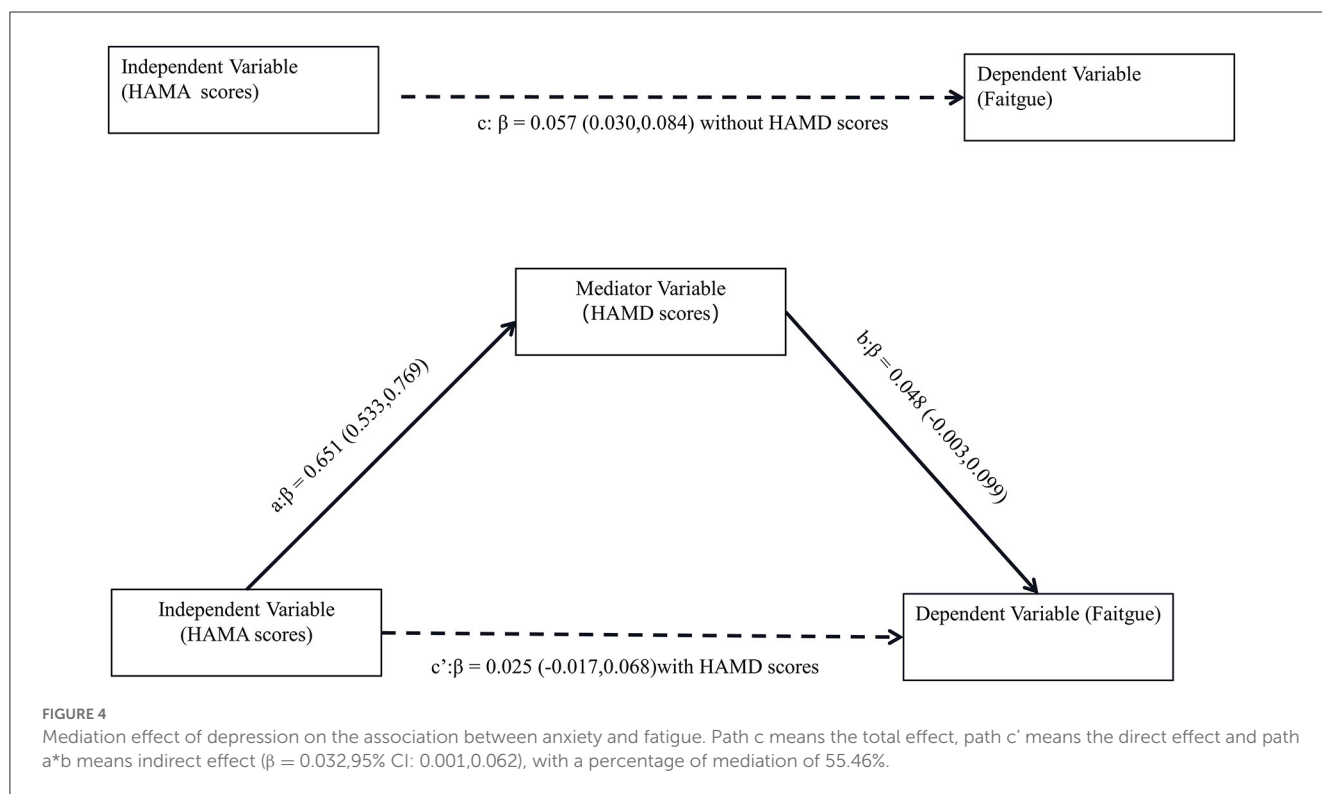 Independent Variable
(HAMA scores)
Dependent Variable
(Faitgue)
c: β = 0.057 (0.030,0.084) without HAMD scores
Mediator Variable
(HAMD scores)
a:β = 0.651 (0.533,0.769)
b:β = 0.048 (-0.003,0.099)
Independent Variable
(HAMA scores)
Dependent Variable (Faitgue)
c':β = 0.025 (-0.017,0.068)with HAMD scores
FIGURE 4
Mediation effect of depression on the association between anxiety and fatigue. Path c means the total effect, path c' means the direct effect and path
a*b means indirect effect (β = 0.032,95% CI: 0.001,0.062), with a percentage of mediation of 55.46%.